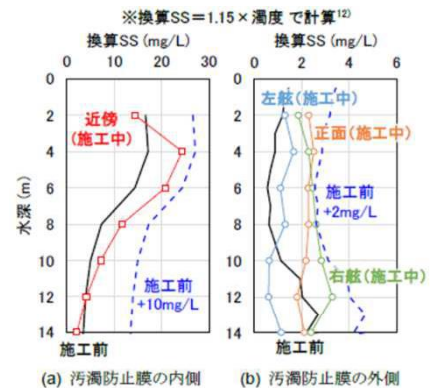 ※換算SS＝1.15×濁度 で計算¹²⁾
換算SS (mg/L)
0 10 20 30
0
2
4
6
8
10
12
14
水深(m)
近傍
(施工中)
施工前
+10mg/L
施工前
(a) 汚濁防止膜の内側
換算SS(mg/L)
0 2 4 6
左舷(施工中)
正面(施工中)
施工前
+2mg/L
右舷(施工中)
施工前
(b) 汚濁防止膜の外側